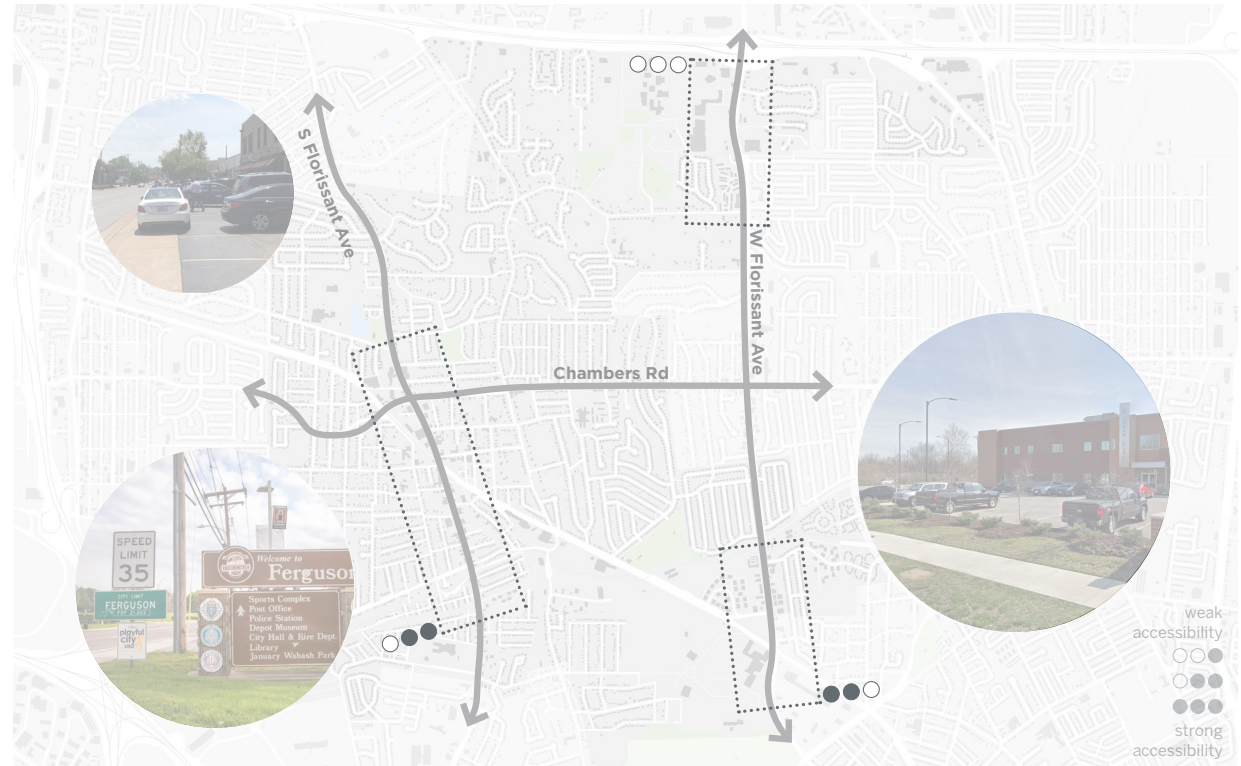 S Florissant Ave
W Florissant Ave
Chambers Rd
SPEED
LIMIT
35
CITY LIMIT
FERGUSON
playful
city
USA
Welcome to
Ferguson
Sports Complex
Post Office
Police Station
Depot Museum
City Hall & Fire Dept.
Library
January Wabash Park
weak
accessibility
strong
accessibility